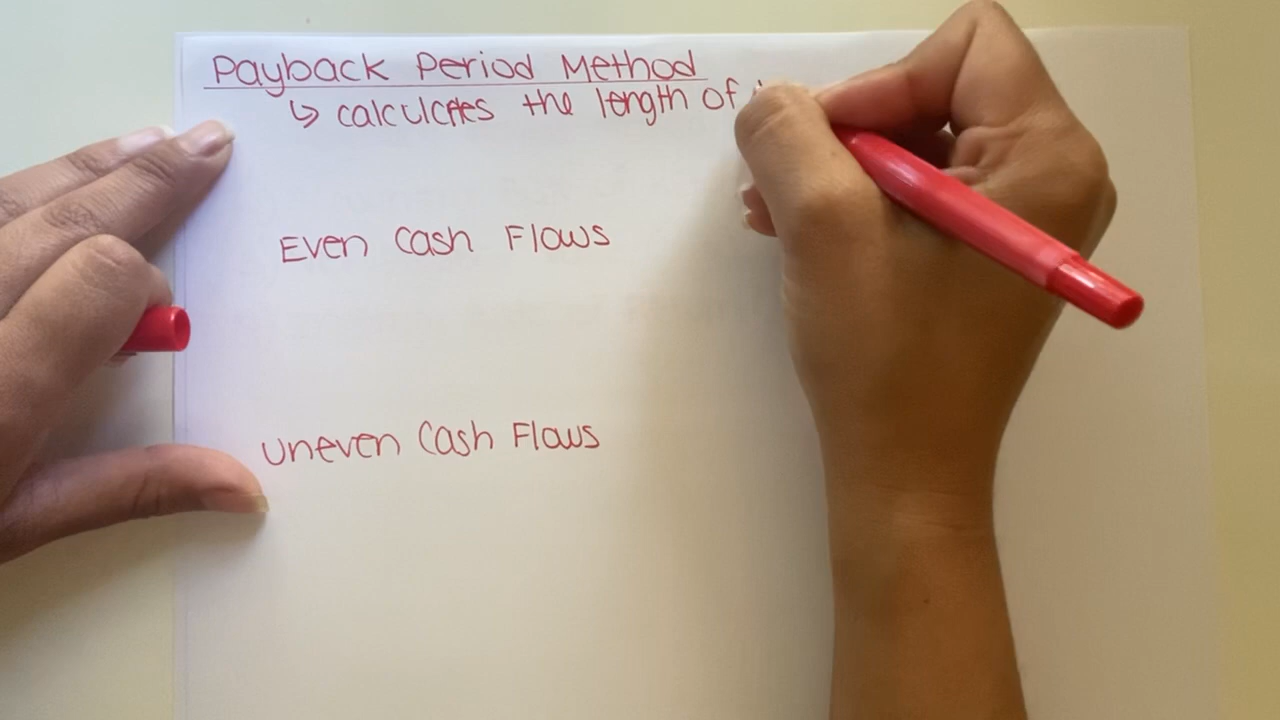 Payback Period Method
↳ calculates the length of
Even Cash Flows
Uneven Cash Flows